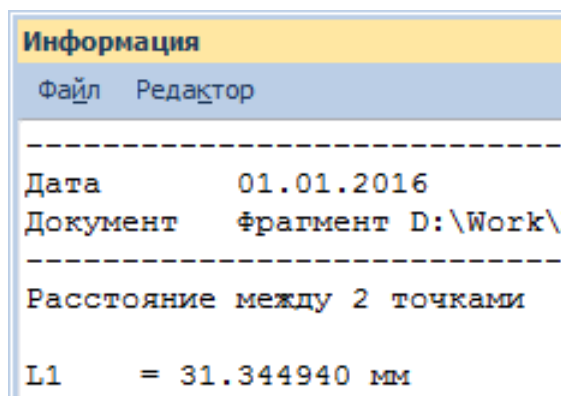 Информация
Файл Редактор
-----------------------------
Дата 01.01.2016
Документ Фрагмент D:\Work\
-----------------------------
Расстояние между 2 точками
L1 = 31.344940 мм